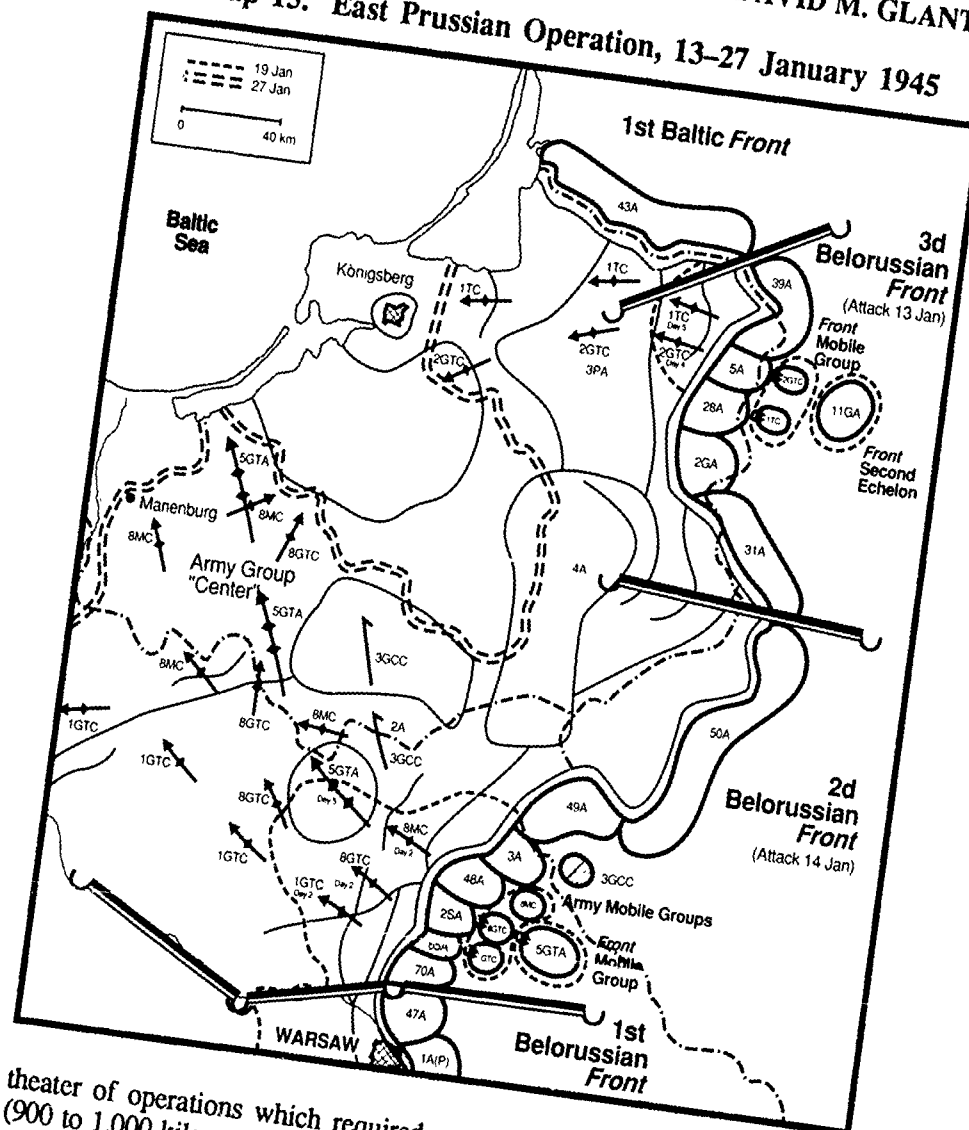 East Prussian Operation, 13–27 January 1945
DAVID M. GLANT
19 Jan
27 Jan
0 40 km
1st Baltic Front
Baltic
Sea
43A
3d
Belorussian
Front
(Attack 13 Jan)
39A
Königsberg
1TC
1TC
1TC
Day 5
2GTC
2GTC
3PA
2GTC
Day 4
Front
Mobile
Group
5A
2GTC
28A
1TC
11GA
2GA
Front
Second
Echelon
5GTA
Marienburg
8MC
8MC
8GTC
31A
Army Group
"Center"
4A
5GTA
3GCC
8MC
8GTC
1GTC
8MC
2A
3GCC
50A
1GTC
5GTA
Day 5
8GTC
2d
Belorussian
Front
(Attack 14 Jan)
49A
8MC
Day 2
1GTC
8GTC
Day 2
1GTC
Day 2
3A
3GCC
48A
8MC
Army Mobile Groups
2SA
8GTC
5GTA
Front
Mobile
Group
65A
1GTC
70A
47A
WARSAW
1A(P)
1st
Belorussian
Front
theater of operations which required
(900 to 1,000